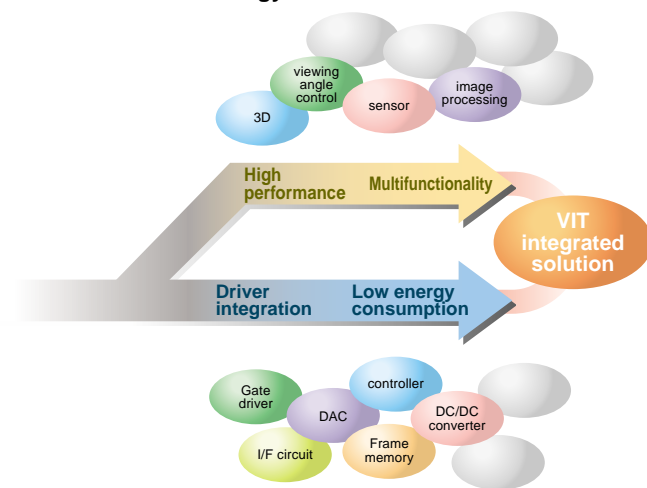 gy
viewing
angle
control
image
processing
sensor
3D
High
performance
Multifunctionality
VIT
integrated
solution
Driver
integration
Low energy
consumption
controller
Gate
driver
DAC
DC/DC
converter
I/F circuit
Frame
memory